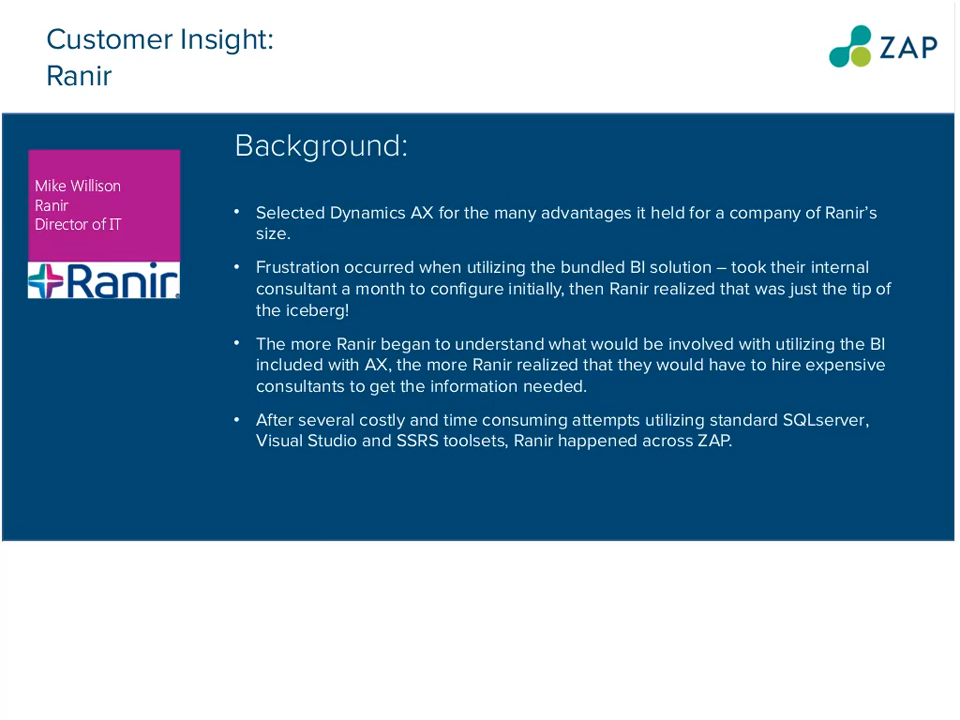 Customer Insight:
Ranir
ZAP
Background:
Mike Willison
Ranir
Director of IT
Ranir
• Selected Dynamics AX for the many advantages it held for a company of Ranir’s
size.
• Frustration occurred when utilizing the bundled BI solution – took their internal
consultant a month to configure initially, then Ranir realized that was just the tip of
the iceberg!
• The more Ranir began to understand what would be involved with utilizing the BI
included with AX, the more Ranir realized that they would have to hire expensive
consultants to get the information needed.
• After several costly and time consuming attempts utilizing standard SQLserver,
Visual Studio and SSRS toolsets, Ranir happened across ZAP.